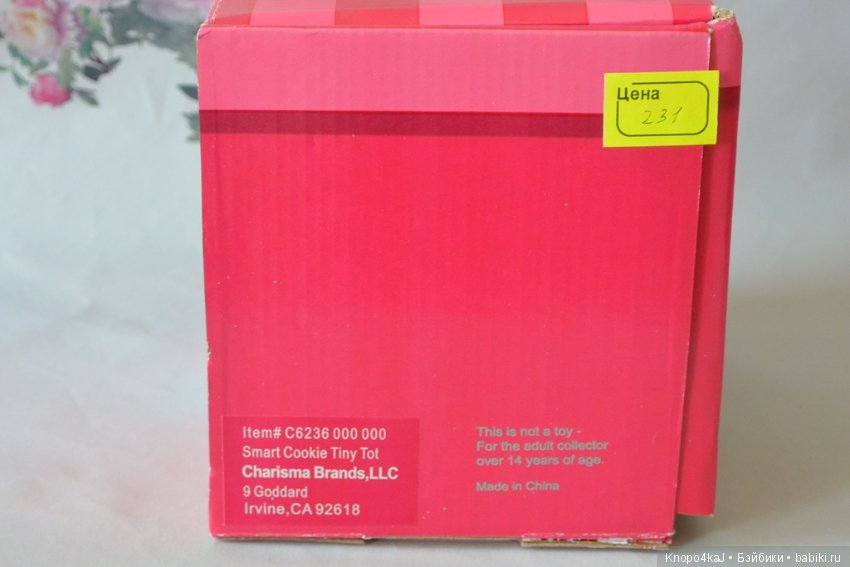 Цена
231
Item# C6236 000 000
Smart Cookie Tiny Tot
Charisma Brands,LLC
9 Goddard
Irvine,CA 92618
This is not a toy -
For the adult collector
over 14 years of age.
Made in China
Knopo4kaJ • Бэйбики • babiki.ru